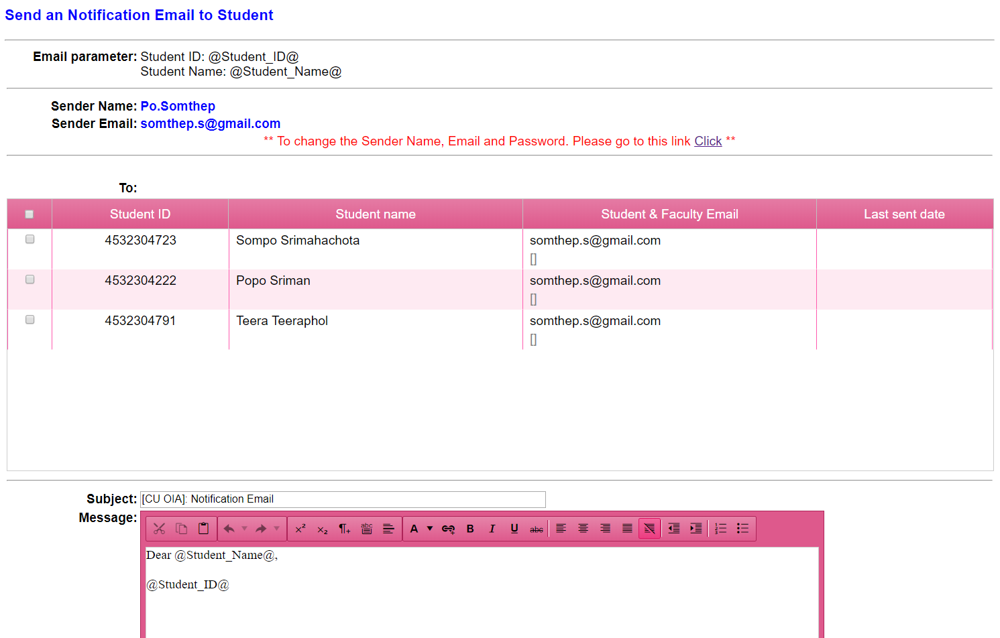 Send an Notification Email to Student
Email parameter: Student ID: @Student_ID@
Student Name: @Student_Name@
Sender Name: Po.Somthep
Sender Email: somthep.s@gmail.com
** To change the Sender Name, Email and Password. Please go to this link Click **
To:
Student ID Student name Student & Faculty Email Last sent date
4532304723 Sompo Srimahachota somthep.s@gmail.com
[]
4532304222 Popo Sriman somthep.s@gmail.com
[]
4532304791 Teera Teeraphol somthep.s@gmail.com
[]
Subject: [CU OIA]: Notification Email
Message:
Dear @Student_Name@,
@Student_ID@